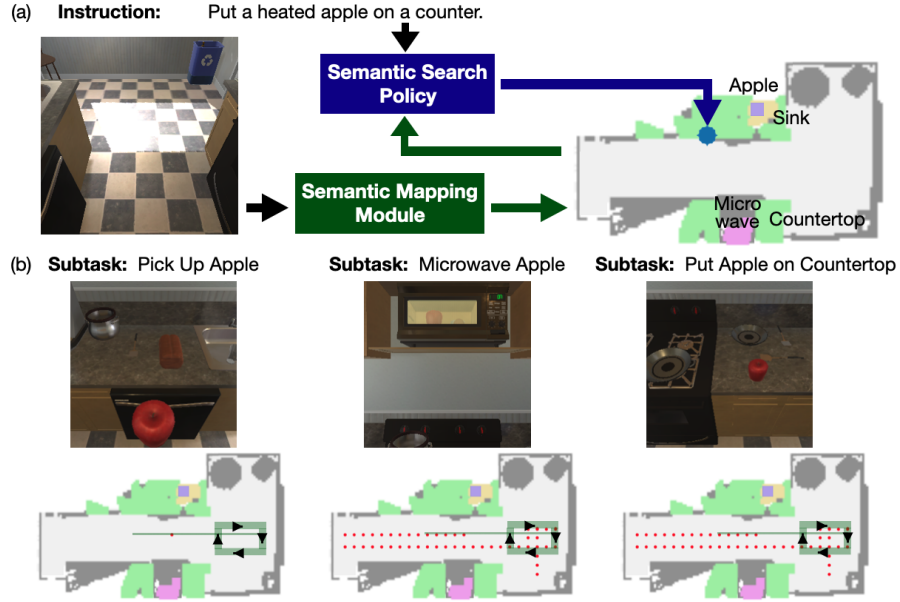 (a) Instruction: Put a heated apple on a counter.
Semantic Search
Policy
Apple
Sink
Semantic Mapping
Module
Micro
wave
Countertop
(b) Subtask: Pick Up Apple
Subtask: Microwave Apple
Subtask: Put Apple on Countertop